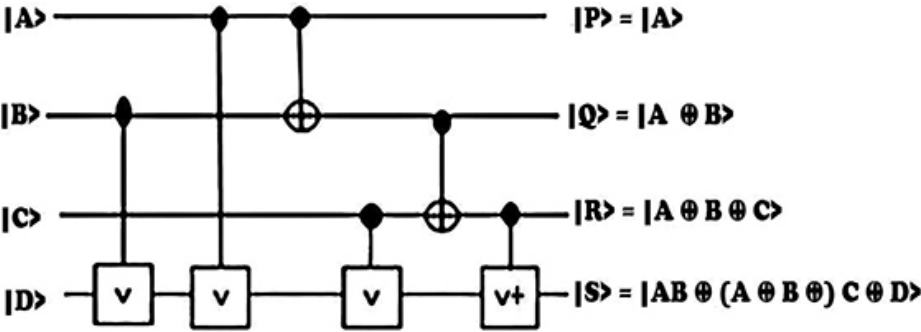 |A> |P> = |A>
|B> |Q> = |A ⊕ B>
|C> |R> = |A ⊕ B ⊕ C>
|D> V V V V+ |S> = |AB ⊕ (A ⊕ B ⊕) C ⊕ D>